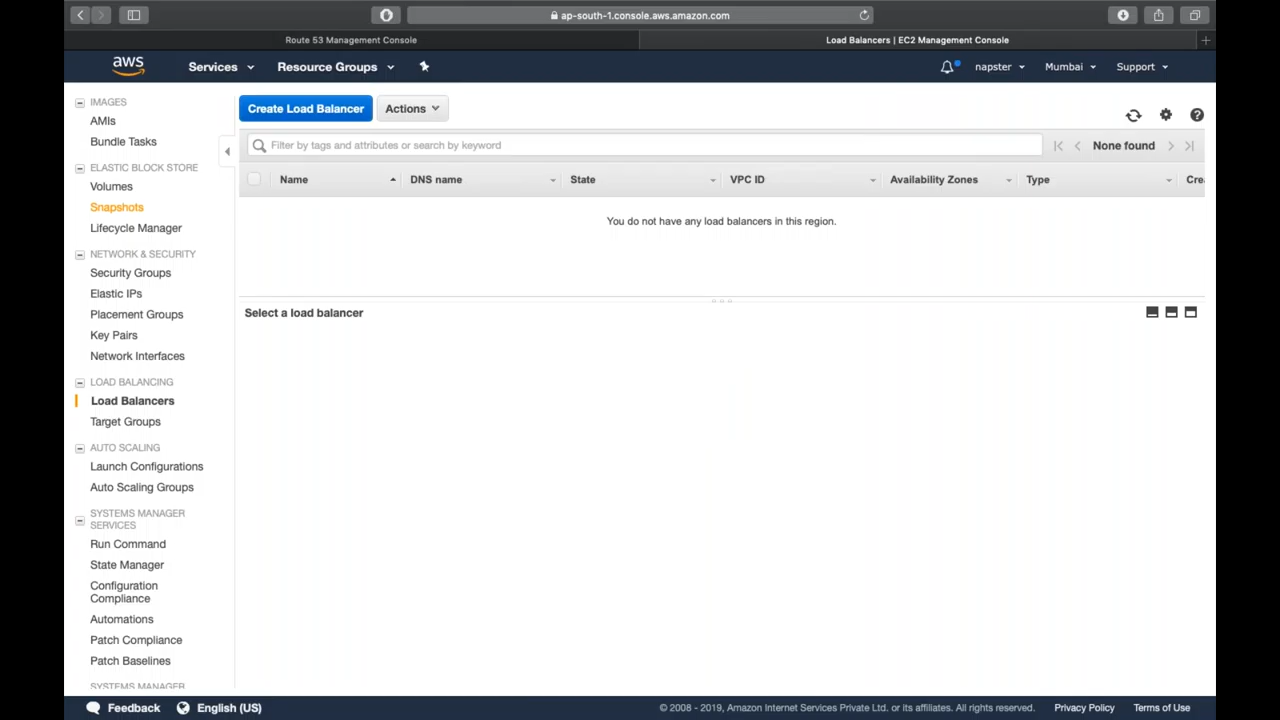 ap-south-1.console.aws.amazon.com
Route 53 Management Console
Load Balancers | EC2 Management Console
aws
Services
Resource Groups
napster
Mumbai
Support
IMAGES
AMIs
Bundle Tasks
ELASTIC BLOCK STORE
Volumes
Snapshots
Lifecycle Manager
NETWORK & SECURITY
Security Groups
Elastic IPs
Placement Groups
Key Pairs
Network Interfaces
LOAD BALANCING
Load Balancers
Target Groups
AUTO SCALING
Launch Configurations
Auto Scaling Groups
SYSTEMS MANAGER
SERVICES
Run Command
State Manager
Configuration
Compliance
Automations
Patch Compliance
Patch Baselines
SYSTEMS MANAGER
Create Load Balancer
Actions
Filter by tags and attributes or search by keyword
None found
Name
DNS name
State
VPC ID
Availability Zones
Type
Cre
You do not have any load balancers in this region.
Select a load balancer
Feedback
English (US)
© 2008 - 2019, Amazon Internet Services Private Ltd. or its affiliates. All rights reserved.
Privacy Policy
Terms of Use